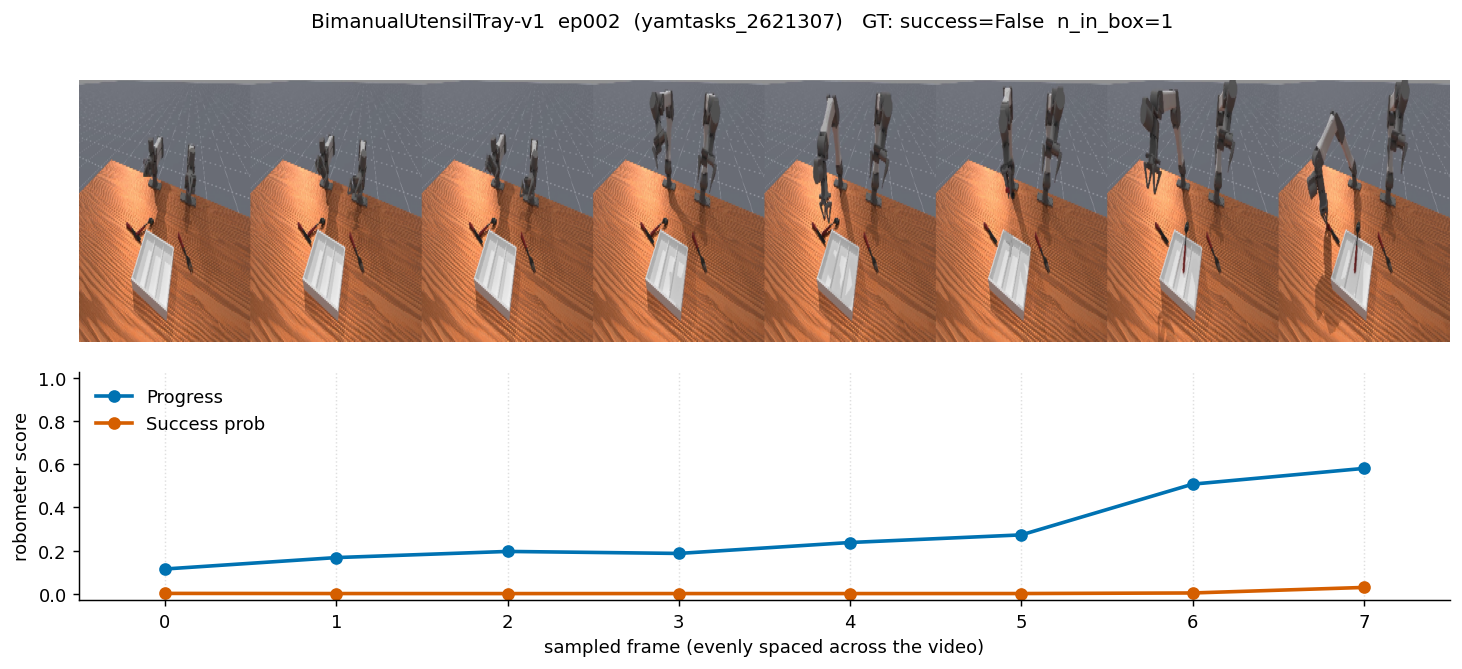 BimanualUtensilTray-v1 ep002 (yamtasks_2621307) GT: success=False n_in_box=1
1.0
0.8
0.6
0.4
0.2
0.0
robometer score
Progress
Success prob
0 1 2 3 4 5 6 7
sampled frame (evenly spaced across the video)